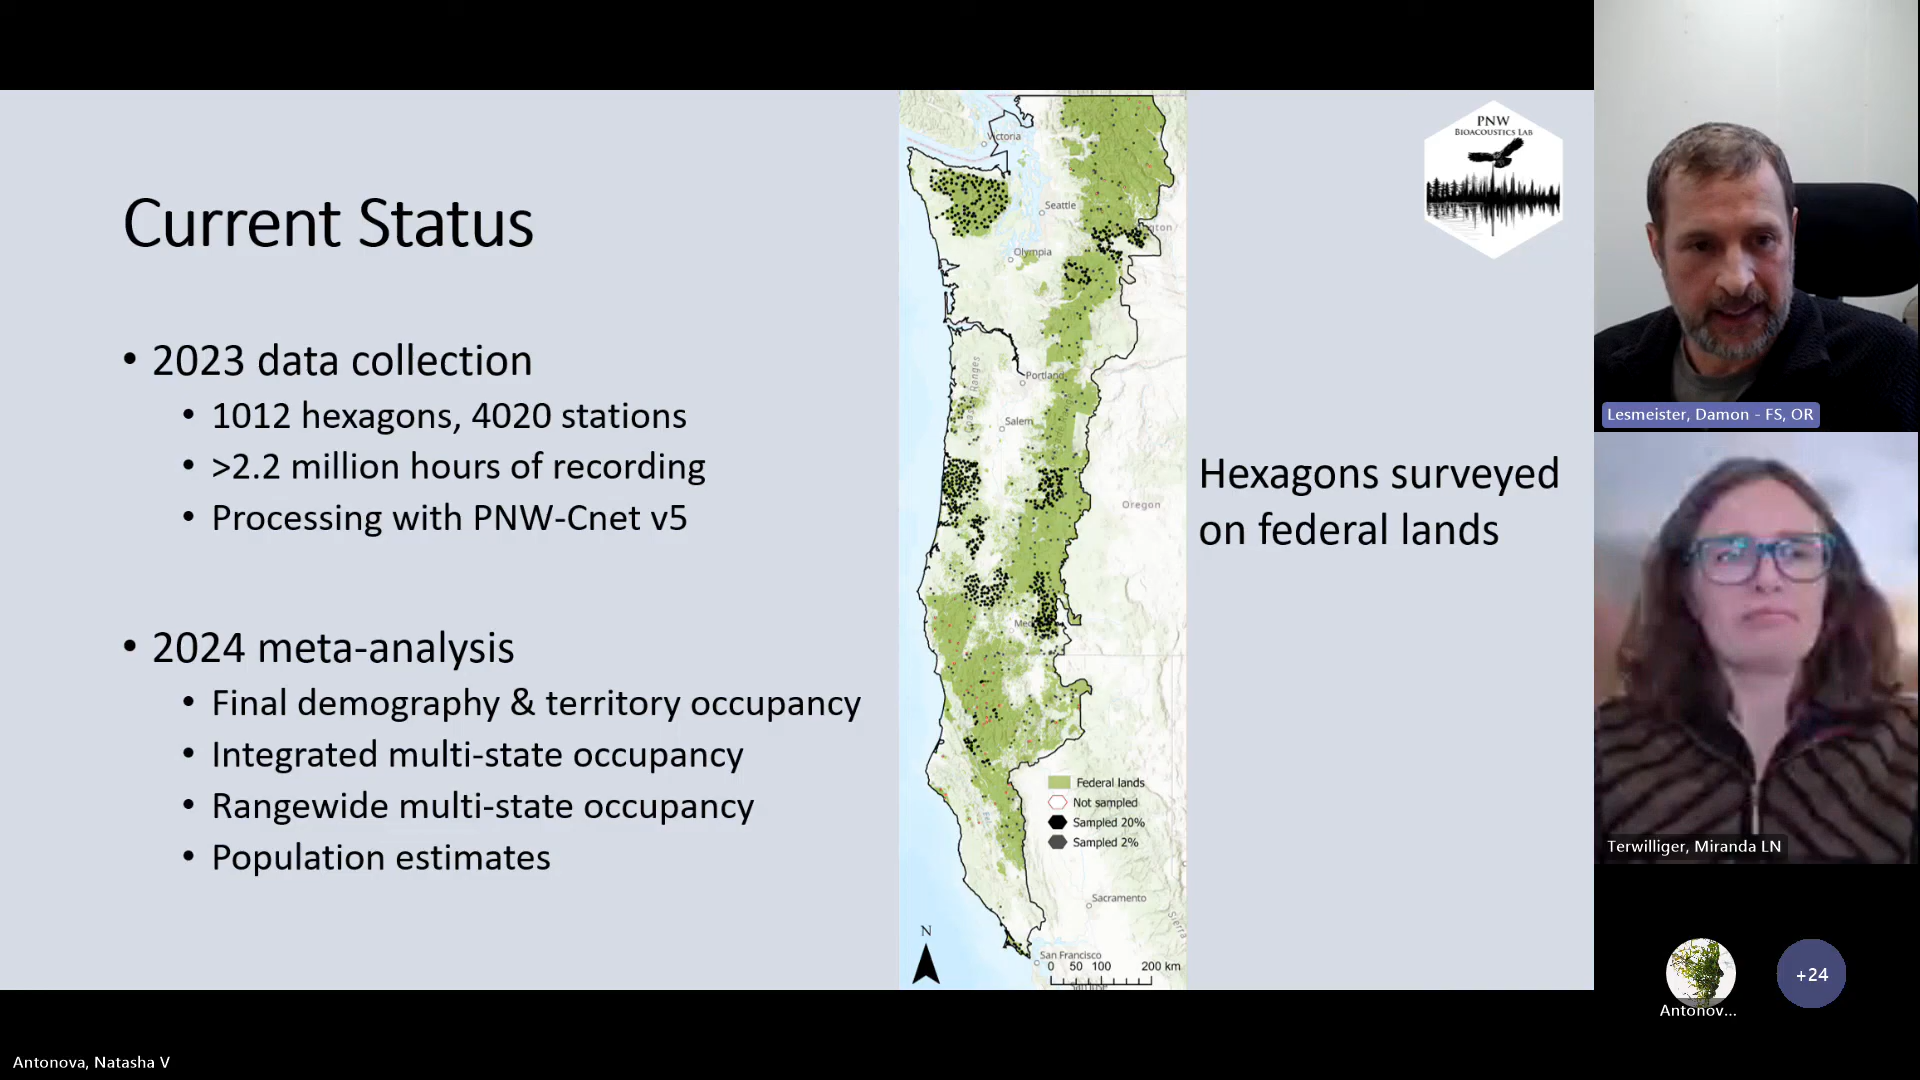 Current Status
• 2023 data collection
• 1012 hexagons, 4020 stations
• >2.2 million hours of recording
• Processing with PNW-Cnet v5
• 2024 meta-analysis
• Final demography & territory occupancy
• Integrated multi-state occupancy
• Rangewide multi-state occupancy
• Population estimates
Victoria
Seattle
Olympia
Portland
Salem
Oregon
Federal lands
Not sampled
Sampled 20%
Sampled 2%
Sacramento
N
San Francisco
0 50 100 200 km
Hexagons surveyed
on federal lands
PNW
Bioacoustics Lab
Lesmeister, Damon - FS, OR
Terwilliger, Miranda LN
Antonov...
+24
Antonova, Natasha V